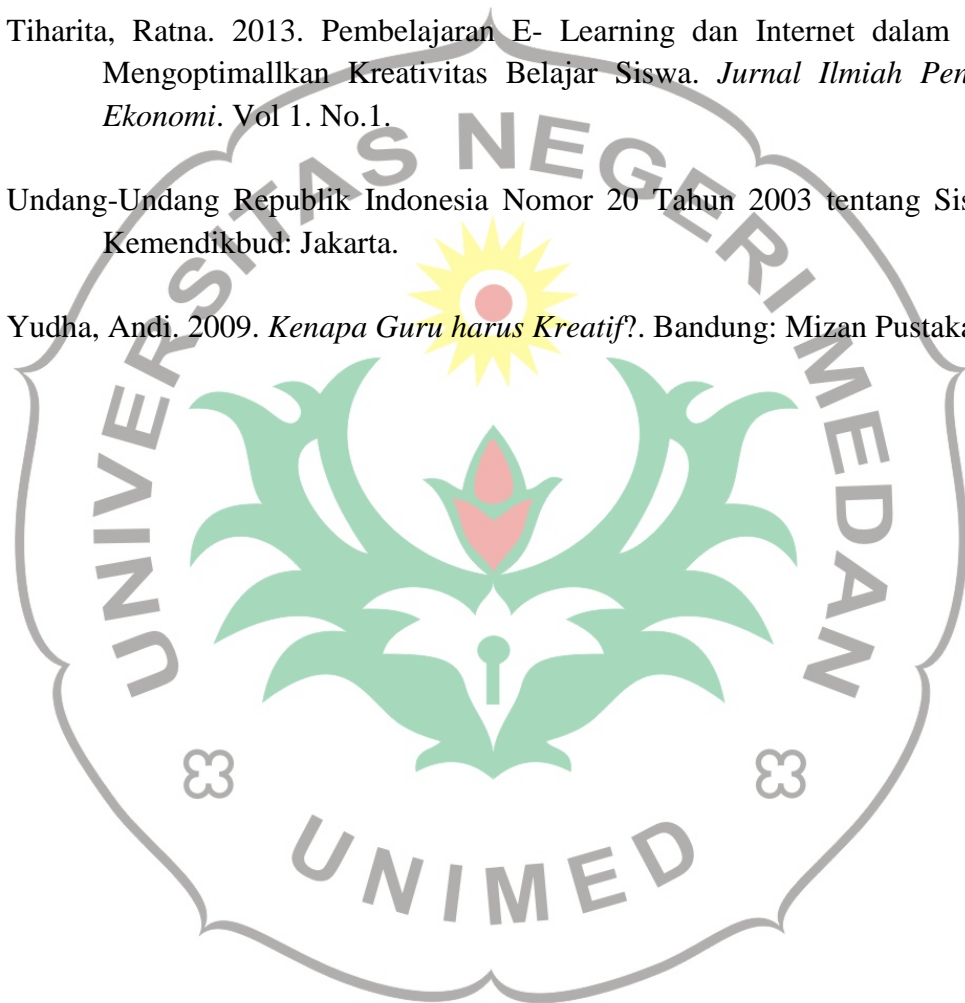 Tiharita, Ratna. 2013. Pembelajaran E- Learning dan Internet dalam
Mengoptimallkan Kreativitas Belajar Siswa. Jurnal Ilmiah Pen
Ekonomi. Vol 1. No.1.
Undang-Undang Republik Indonesia Nomor 20 Tahun 2003 tentang Sis
Kemendikbud: Jakarta.
Yudha, Andi. 2009. Kenapa Guru harus Kreatif?. Bandung: Mizan Pustaka
UNIVERSITAS NEGERI MEDAN
UNIMED